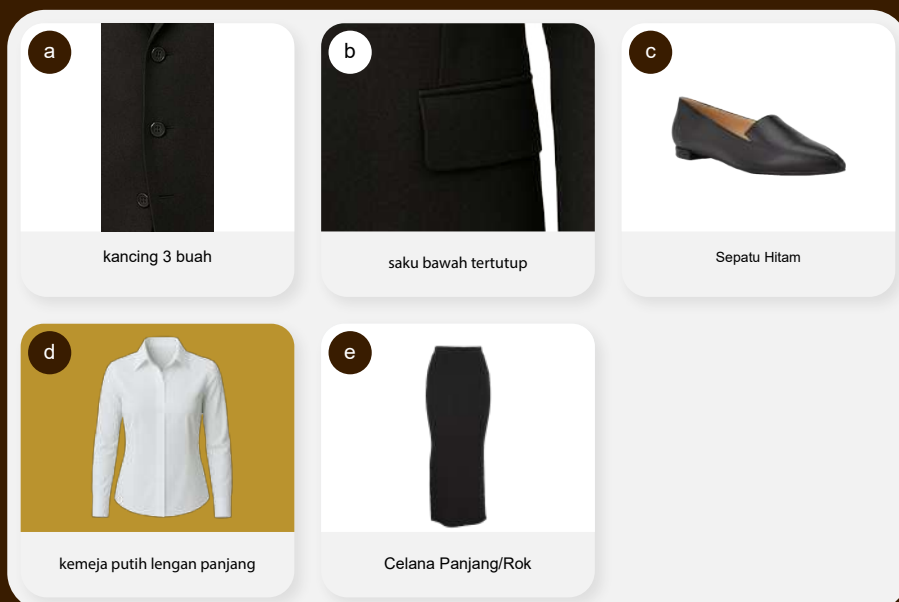 a
kancing 3 buah
b
saku bawah tertutup
c
Sepatu Hitam
d
kemeja putih lengan panjang
e
Celana Panjang/Rok